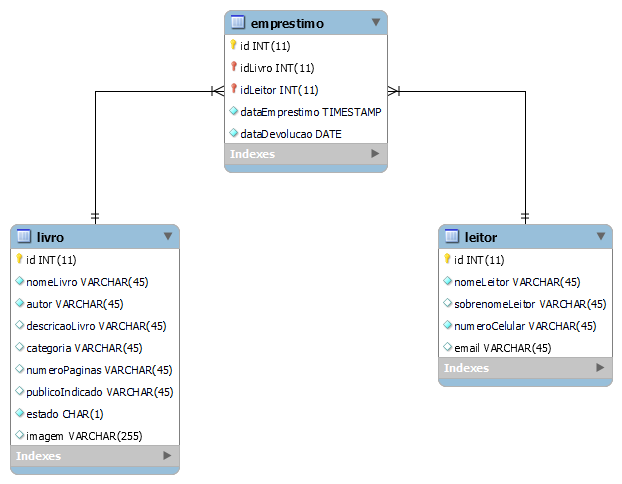 emprestimo
id INT(11)
idLivro INT(11)
idLeitor INT(11)
dataEmprestimo TIMESTAMP
dataDevolucao DATE
Indexes
livro
id INT(11)
nomeLivro VARCHAR(45)
autor VARCHAR(45)
descricaoLivro VARCHAR(45)
categoria VARCHAR(45)
numeroPaginas VARCHAR(45)
publicoIndicado VARCHAR(45)
estado CHAR(1)
imagem VARCHAR(255)
Indexes
leitor
id INT(11)
nomeLeitor VARCHAR(45)
sobrenomeLeitor VARCHAR(45)
numeroCelular VARCHAR(45)
email VARCHAR(45)
Indexes